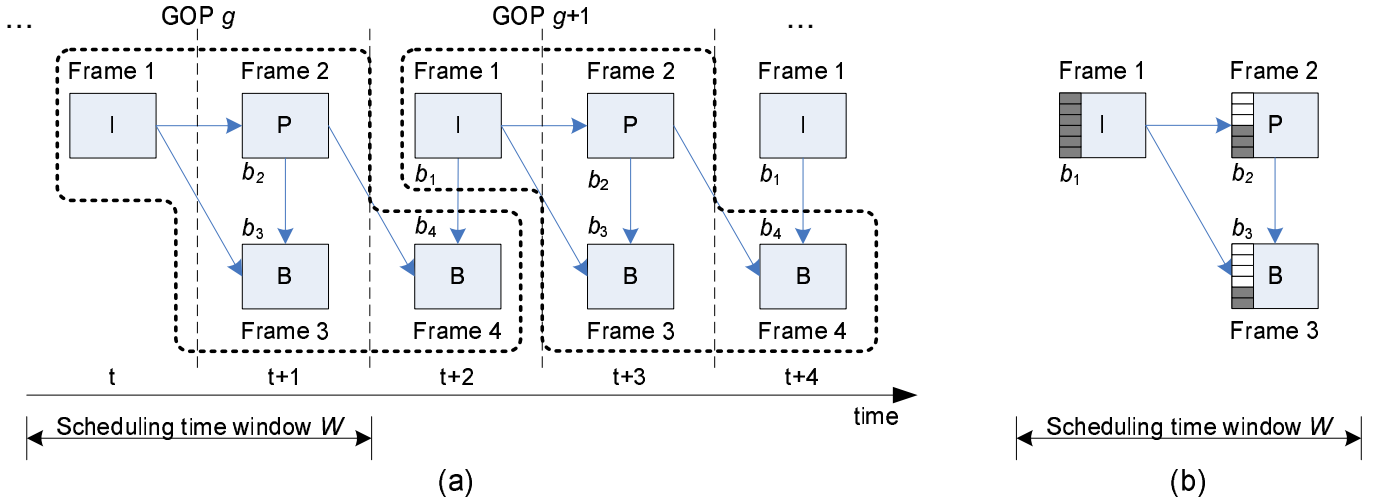 ... GOP g GOP g+1 ...
Frame 1 Frame 2 Frame 1 Frame 2 Frame 1 Frame 1 Frame 2
I P I P I I P
b2 b1 b2 b1 b1 b2
b3 b4 b3 b4 b3
B B B B B
Frame 3 Frame 4 Frame 3 Frame 4 Frame 3
t t+1 t+2 t+3 t+4
time
Scheduling time window W Scheduling time window W
(a) (b)